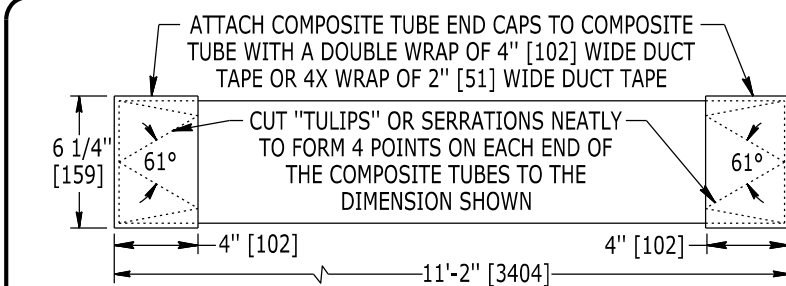 ATTACH COMPOSITE TUBE END CAPS TO COMPOSITE
TUBE WITH A DOUBLE WRAP OF 4" [102] WIDE DUCT
TAPE OR 4X WRAP OF 2" [51] WIDE DUCT TAPE
CUT "TULIPS" OR SERRATIONS NEATLY
TO FORM 4 POINTS ON EACH END OF
THE COMPOSITE TUBES TO THE
DIMENSION SHOWN
6 1/4"
[159]
61º
61º
4" [102]
4" [102]
11'-2" [3404]